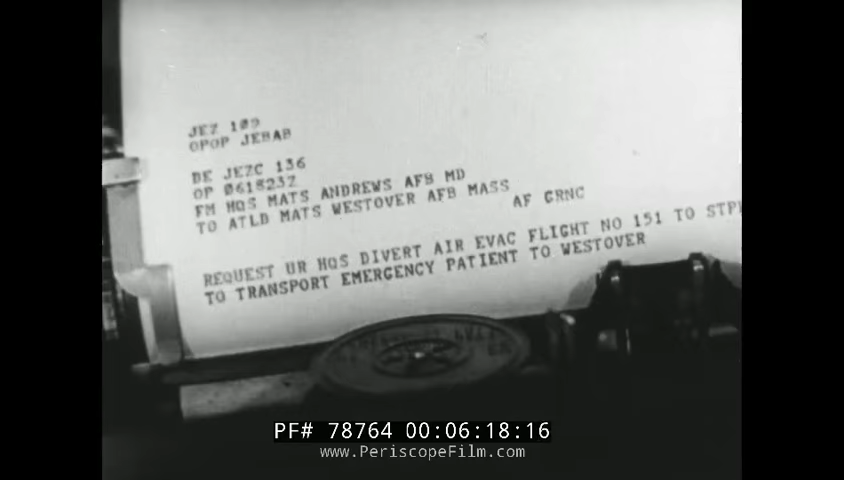 JEZ 109
OPOP JEBAB
DE JEZC 136
OP 061823Z
FM HQS MATS ANDREWS AFB MD
TO ATLD MATS WESTOVER AFB MASS
AF GRNC
REQUEST UR HQS DIVERT AIR EVAC FLIGHT NO 151 TO
TO TRANSPORT EMERGENCY PATIENT TO WESTOVER
PF# 78764 00:06:18:16
www.PeriscopeFilm.com